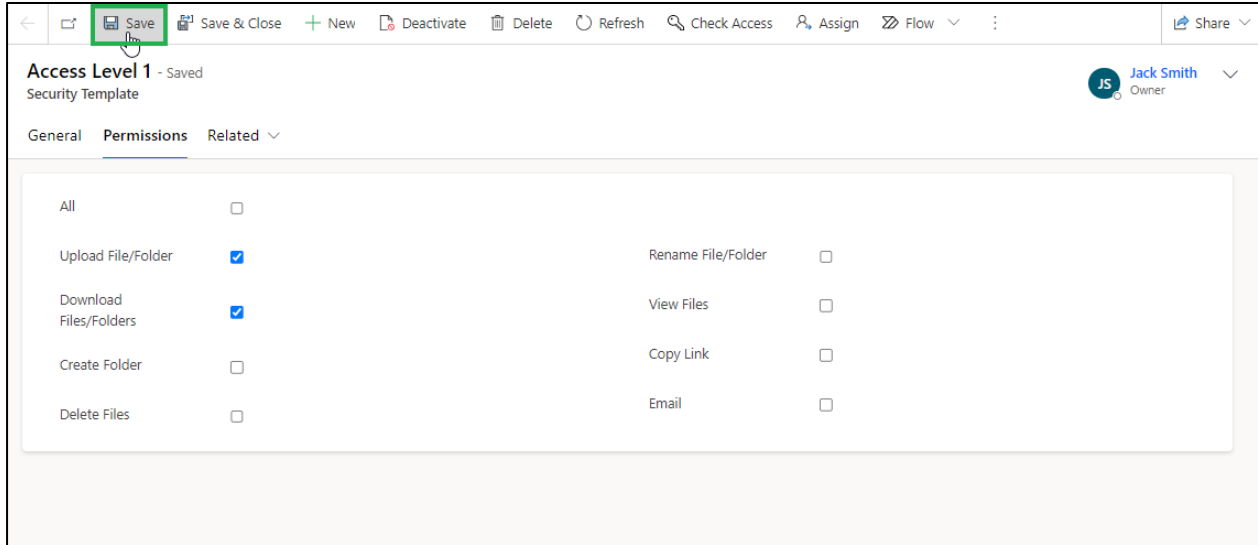 Save Save & Close New Deactivate Delete Refresh Check Access Assign Flow Share
Access Level 1 - Saved
Security Template
JS
Jack Smith
Owner
General Permissions Related
All
Upload File/Folder
Rename File/Folder
Download
Files/Folders
View Files
Create Folder
Copy Link
Delete Files
Email